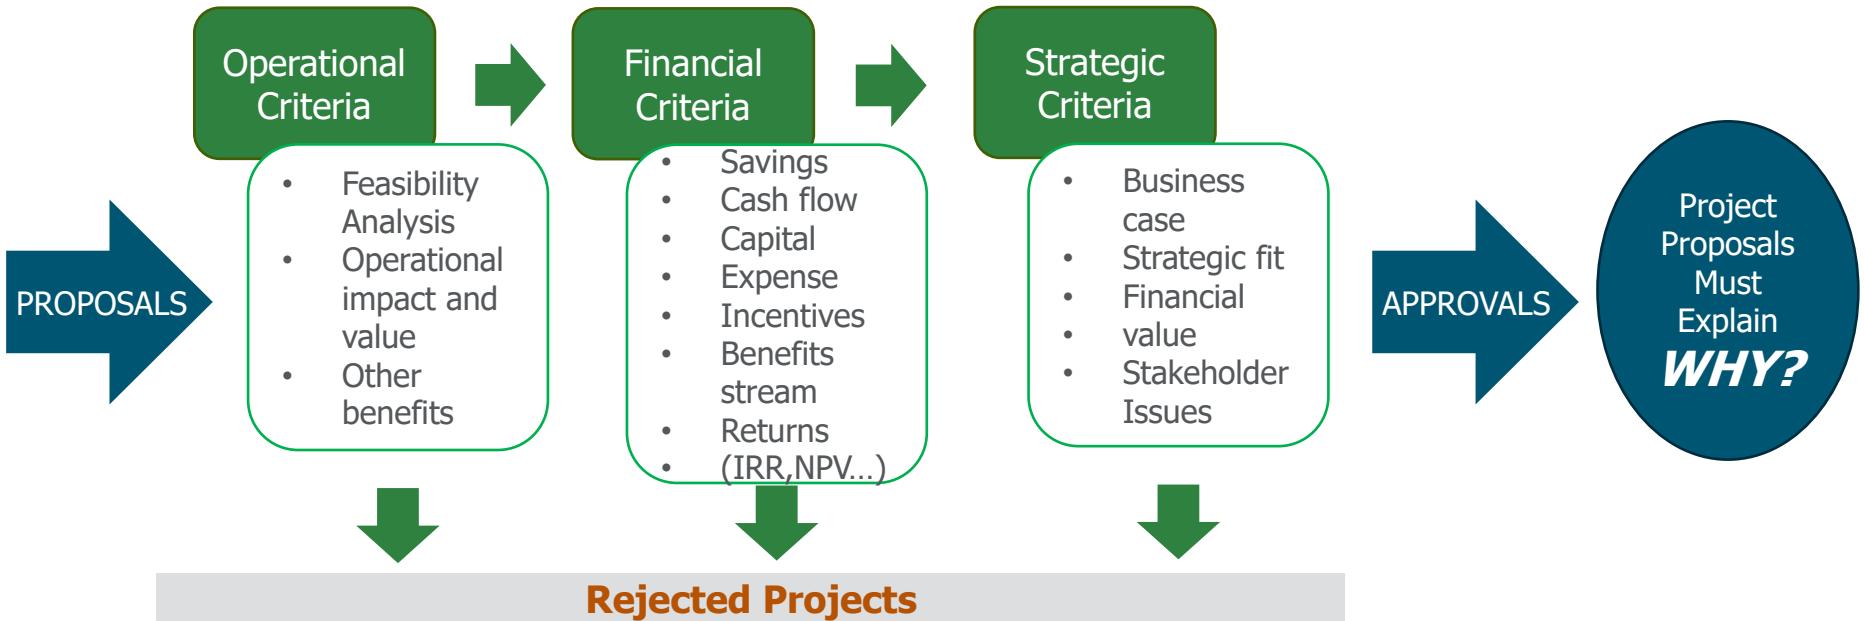 PROPOSALS
Operational
Criteria
• Feasibility
Analysis
• Operational
impact and
value
• Other
benefits
Financial
Criteria
• Savings
• Cash flow
• Capital
• Expense
• Incentives
• Benefits
stream
• Returns
• (IRR,NPV...)
Strategic
Criteria
• Business
case
• Strategic fit
• Financial
• value
• Stakeholder
Issues
APPROVALS
Project
Proposals
Must
Explain
WHY?
Rejected Projects